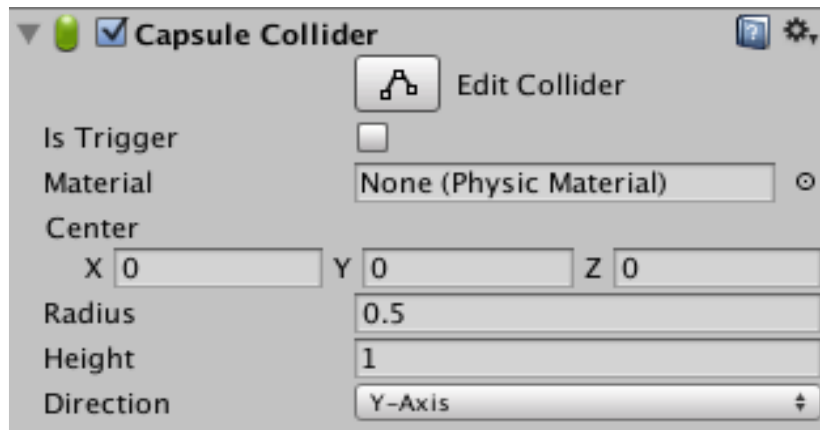 Capsule Collider
Edit Collider
Is Trigger
Material None (Physic Material)
Center
X 0 Y 0 Z 0
Radius 0.5
Height 1
Direction Y-Axis